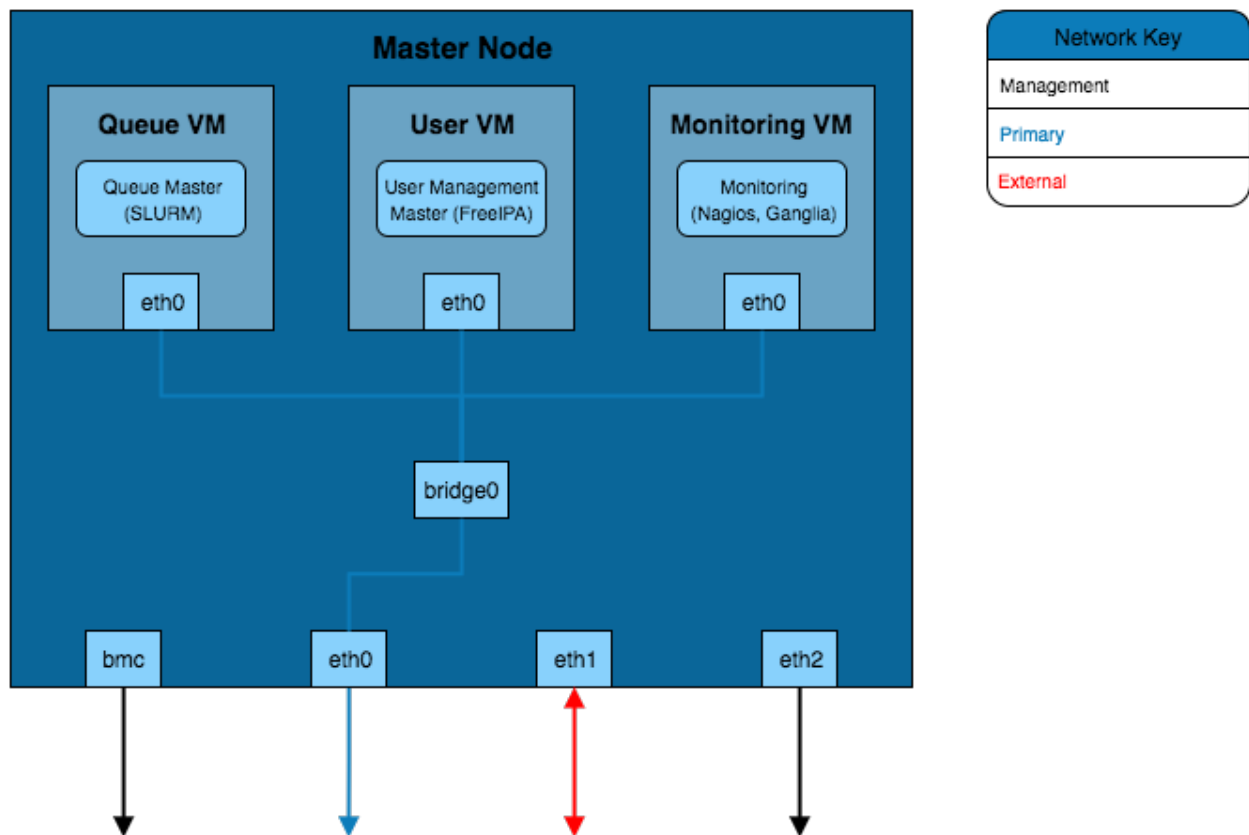 Master Node
Network Key
Management
Primary
External
Queue VM
Queue Master
(SLURM)
eth0
User VM
User Management
Master (FreeIPA)
eth0
Monitoring VM
Monitoring
(Nagios, Ganglia)
eth0
bridge0
bmc
eth0
eth1
eth2